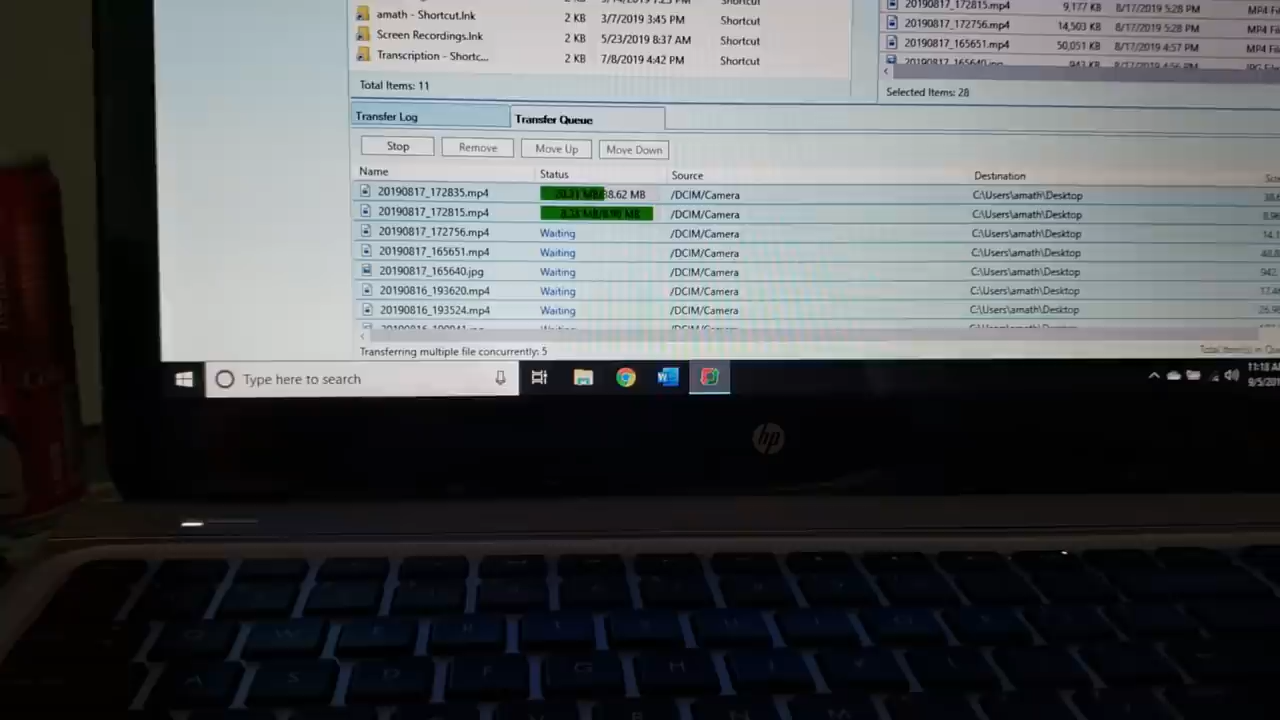 20190817_172815.mp4 9,177 KB 8/17/2019 5:28 PM MP4
amath - Shortcut.lnk 2 KB 3/7/2019 3:45 PM Shortcut
20190817_172756.mp4 14,503 KB 8/17/2019 5:28 PM MP4
Screen Recordings.lnk 2 KB 5/23/2019 8:37 AM Shortcut
20190817_165651.mp4 50,051 KB 8/17/2019 4:57 PM MP4
Transcription - Shortc... 2 KB 7/8/2019 4:42 PM Shortcut
Total Items: 11
Selected Items: 28
Transfer Log Transfer Queue
Stop Remove Move Up Move Down
Name Status Source Destination
20190817_172835.mp4 /DCIM/Camera C:\Users\amath\Desktop
20190817_172815.mp4 /DCIM/Camera C:\Users\amath\Desktop
20190817_172756.mp4 Waiting /DCIM/Camera C:\Users\amath\Desktop
20190817_165651.mp4 Waiting /DCIM/Camera C:\Users\amath\Desktop
20190817_165640.jpg Waiting /DCIM/Camera C:\Users\amath\Desktop
20190816_193620.mp4 Waiting /DCIM/Camera C:\Users\amath\Desktop
20190816_193524.mp4 Waiting /DCIM/Camera C:\Users\amath\Desktop
Transferring multiple file concurrently: 5
Type here to search
11:18
9/5/201
hp